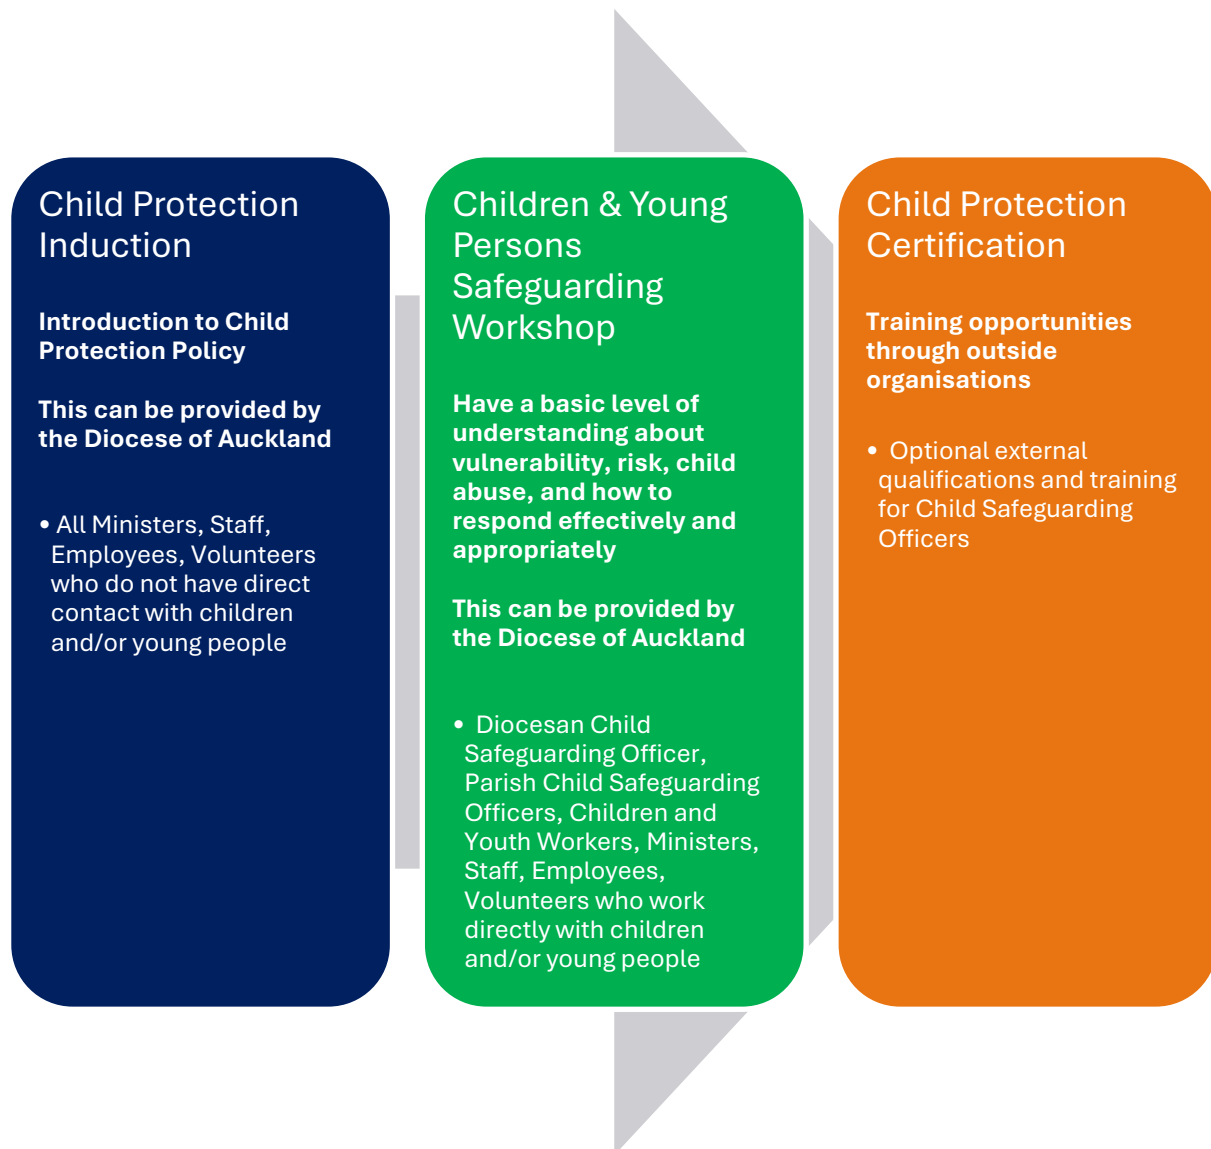 Child Protection
Induction
Introduction to Child
Protection Policy
This can be provided by
the Diocese of Auckland
• All Ministers, Staff,
Employees, Volunteers
who do not have direct
contact with children
and/or young people
Children & Young
Persons
Safeguarding
Workshop
Have a basic level of
understanding about
vulnerability, risk, child
abuse, and how to
respond effectively and
appropriately
This can be provided by
the Diocese of Auckland
• Diocesan Child
Safeguarding Officer,
Parish Child Safeguarding
Officers, Children and
Youth Workers, Ministers,
Staff, Employees,
Volunteers who work
directly with children
and/or young people
Child Protection
Certification
Training opportunities
through outside
organisations
• Optional external
qualifications and training
for Child Safeguarding
Officers